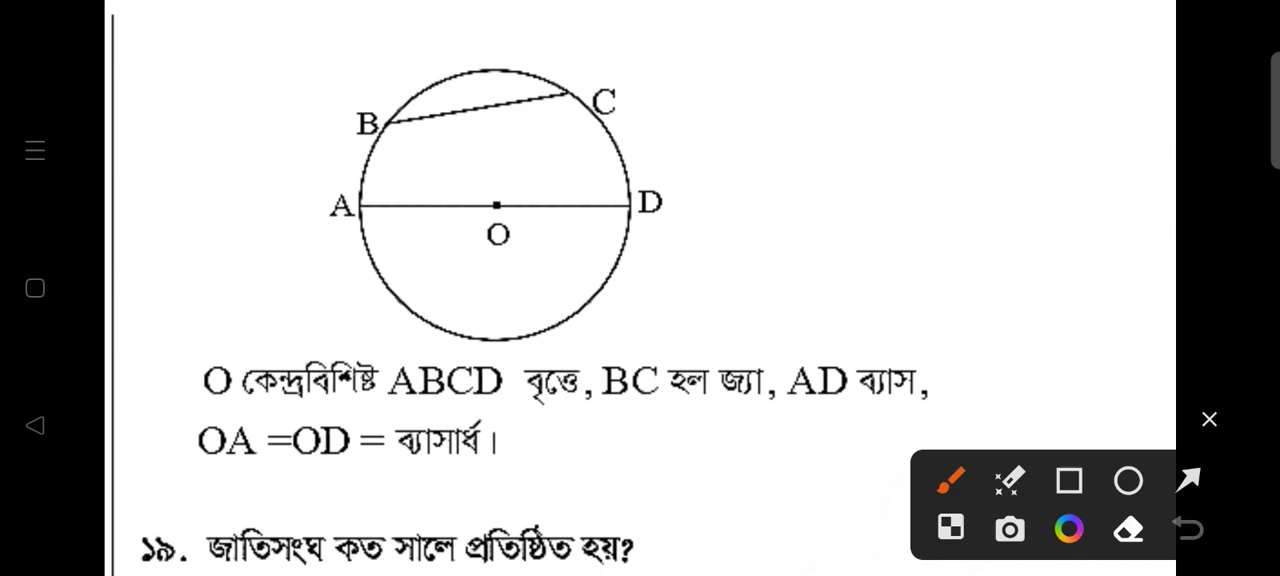 B
C
A
D
O
O কেন্দ্রবিশিষ্ট ABCD বৃত্তে, BC হল জ্যা, AD ব্যাস,
OA =OD = ব্যাসার্ধ।
১৯. জাতিসংঘ কত সালে প্রতিষ্ঠিত হয়?